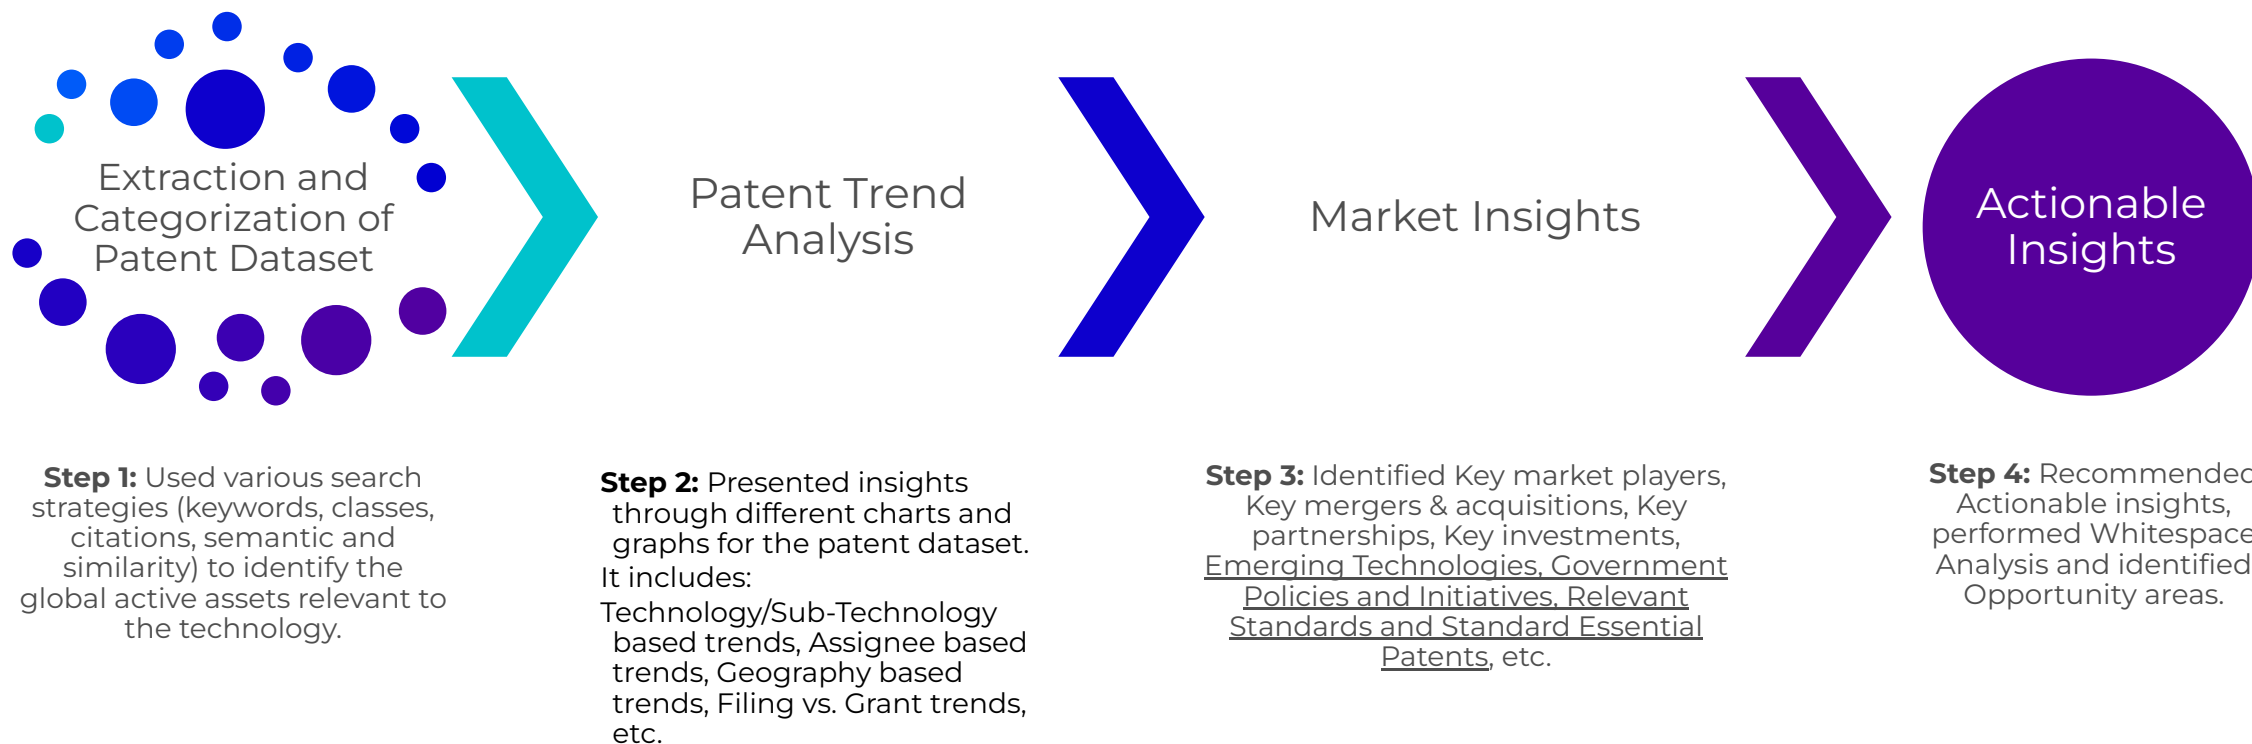 Extraction and
Categorization of
Patent Dataset
Patent Trend
Analysis
Market Insights
Actionable
Insights
Step 1: Used various search
strategies (keywords, classes,
citations, semantic and
similarity) to identify the
global active assets relevant to
the technology.
Step 2: Presented insights
through different charts and
graphs for the patent dataset.
It includes:
Technology/Sub-Technology
based trends, Assignee based
trends, Geography based
trends, Filing vs. Grant trends,
etc.
Step 3: Identified Key market players,
Key mergers & acquisitions, Key
partnerships, Key investments,
Emerging Technologies, Government
Policies and Initiatives, Relevant
Standards and Standard Essential
Patents, etc.
Step 4: Recommended
Actionable insights,
performed Whitespace
Analysis and identified
Opportunity areas.